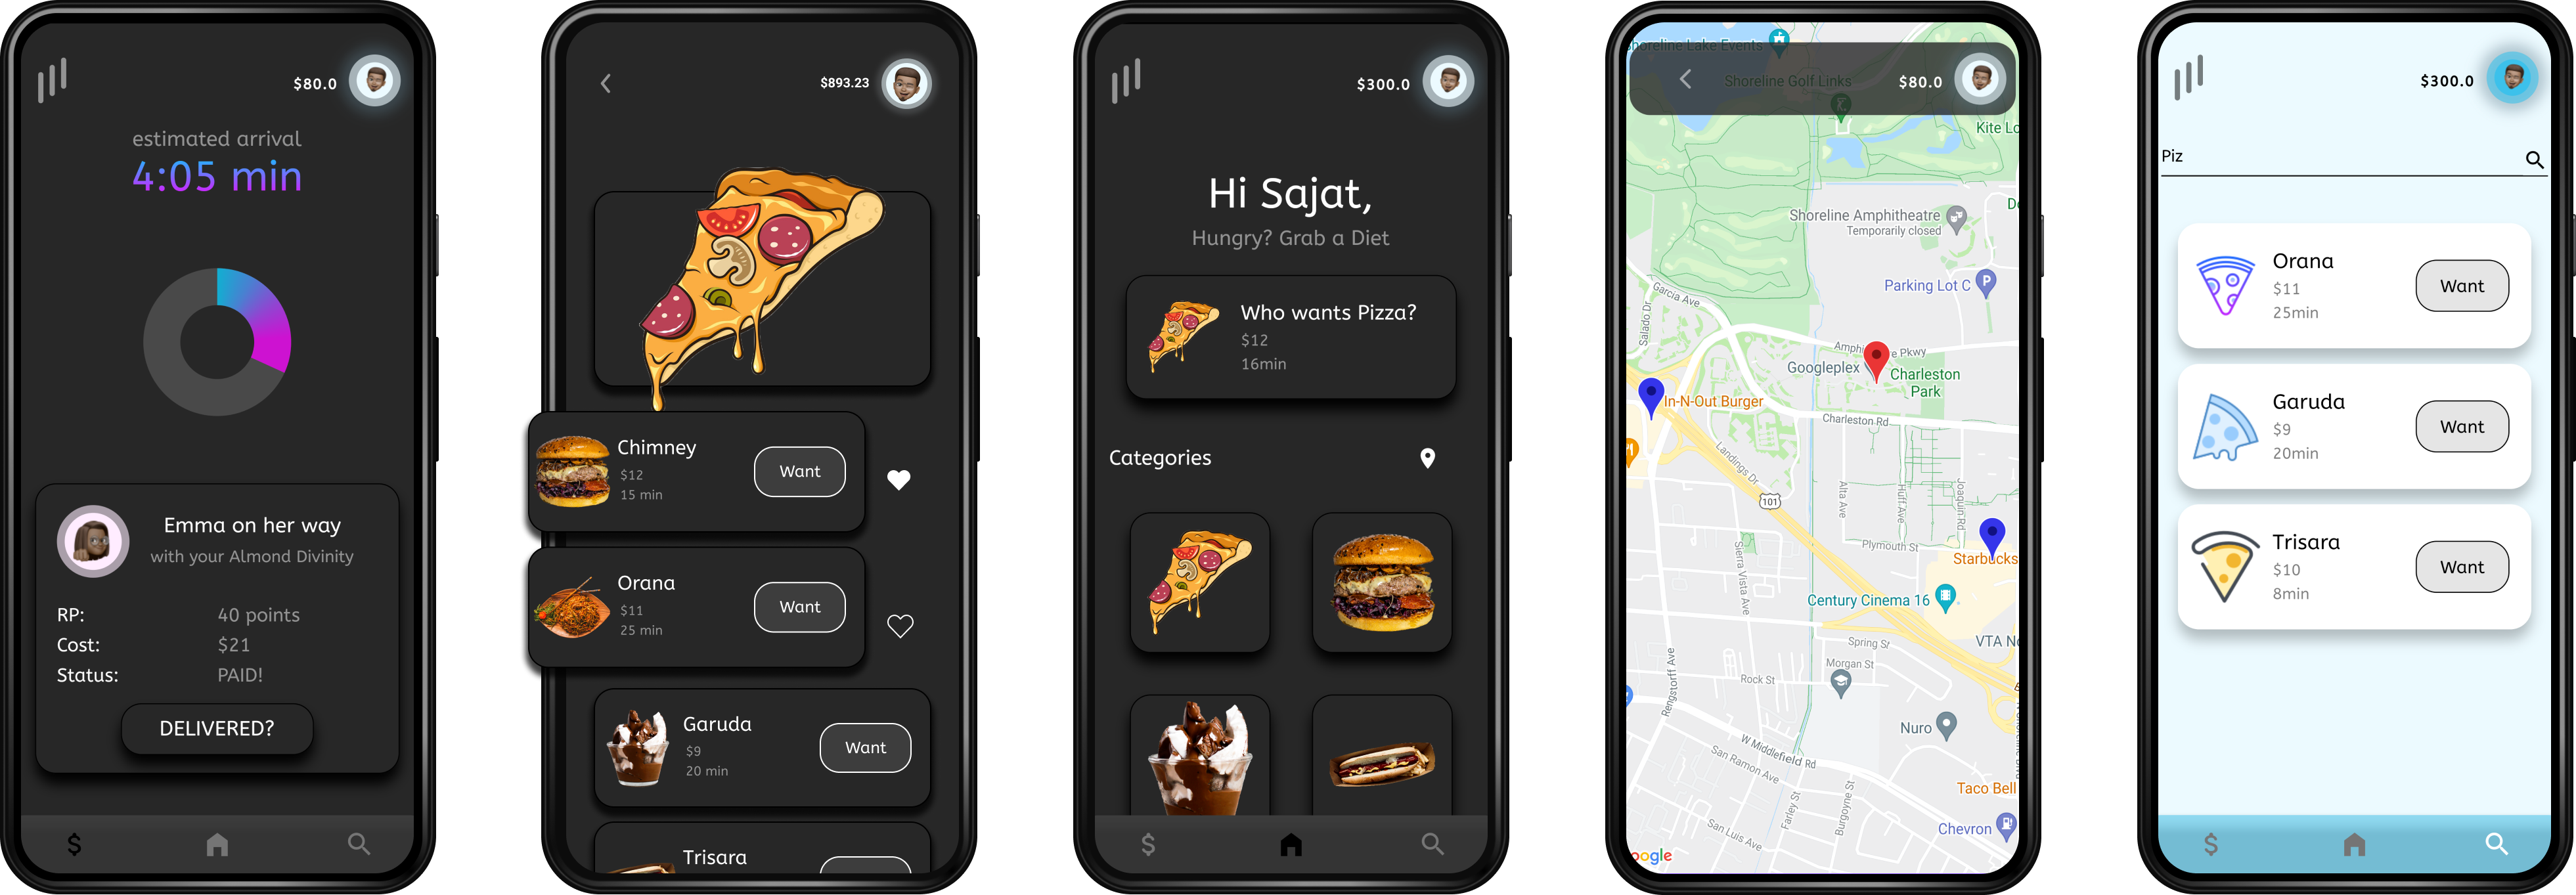 $80.0
estimated arrival
4:05 min
Emma on her way
with your Almond Divinity
RP: 40 points
Cost: $21
Status: PAID!
DELIVERED?
$893.23
Chimney
$12
15 min
Want
Orana
$11
25 min
Want
Garuda
$9
20 min
Want
Trisara
$300.0
Hi Sajat,
Hungry? Grab a Diet
Who wants Pizza?
$12
16min
Categories
Shoreline Lake Events
Shoreline Golf Links
$80.0
Kite Lo
Shoreline Amphitheatre
Temporarily closed
Parking Lot C
Garcia Ave
Salado Dr
Amphi e Pkwy
Googleplex
Charleston
Park
In-N-Out Burger
Charleston Rd
Landings Dr
101
Alta Ave
Huff Ave
Joaquin Rd
Plymouth St
Starbucks
Sierra Vista Ave
Century Cinema 16
Spring St
VTA No
Morgan St
Rock St
Rengstorff Ave
Nuro
W Middlefield Rd
San Ramon Ave
Farley St
Burgoyne St
Taco Bell
San Luis Ave
Chevron
oogle
$300.0
Piz
Orana
$11
25min
Want
Garuda
$9
20min
Want
Trisara
$10
8min
Want